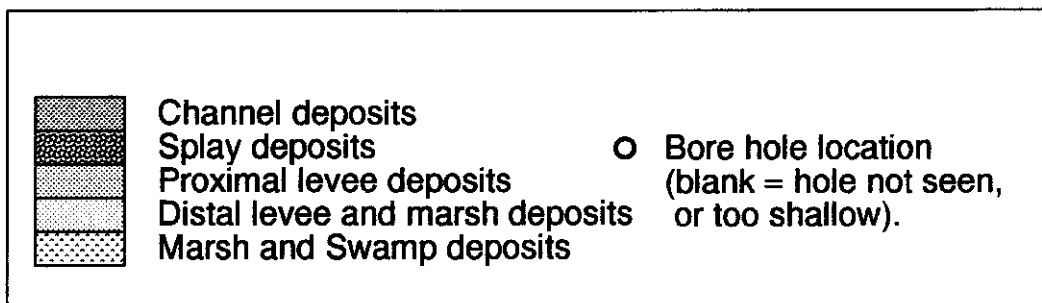 Channel deposits
Splay deposits
Proximal levee deposits
Distal levee and marsh deposits
Marsh and Swamp deposits
Bore hole location
(blank = hole not seen,
or too shallow).